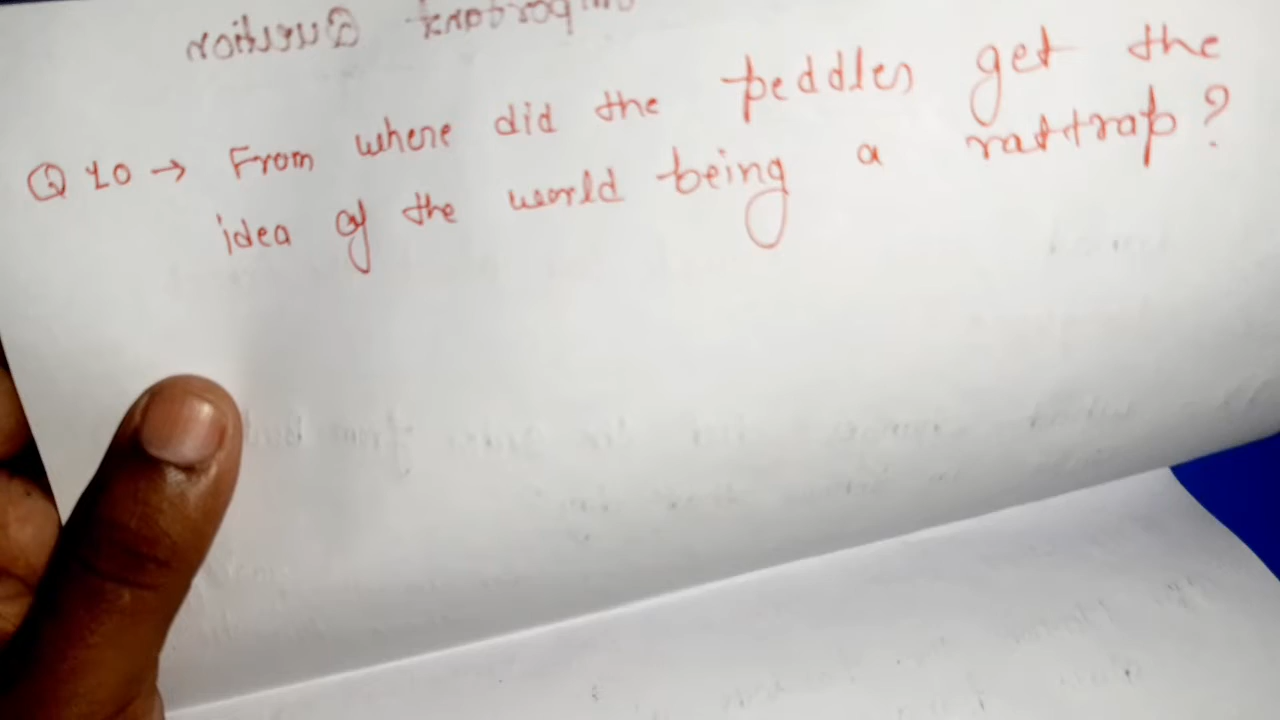 Q 10 → From where did the peddler get the
idea of the world being a rattrap?